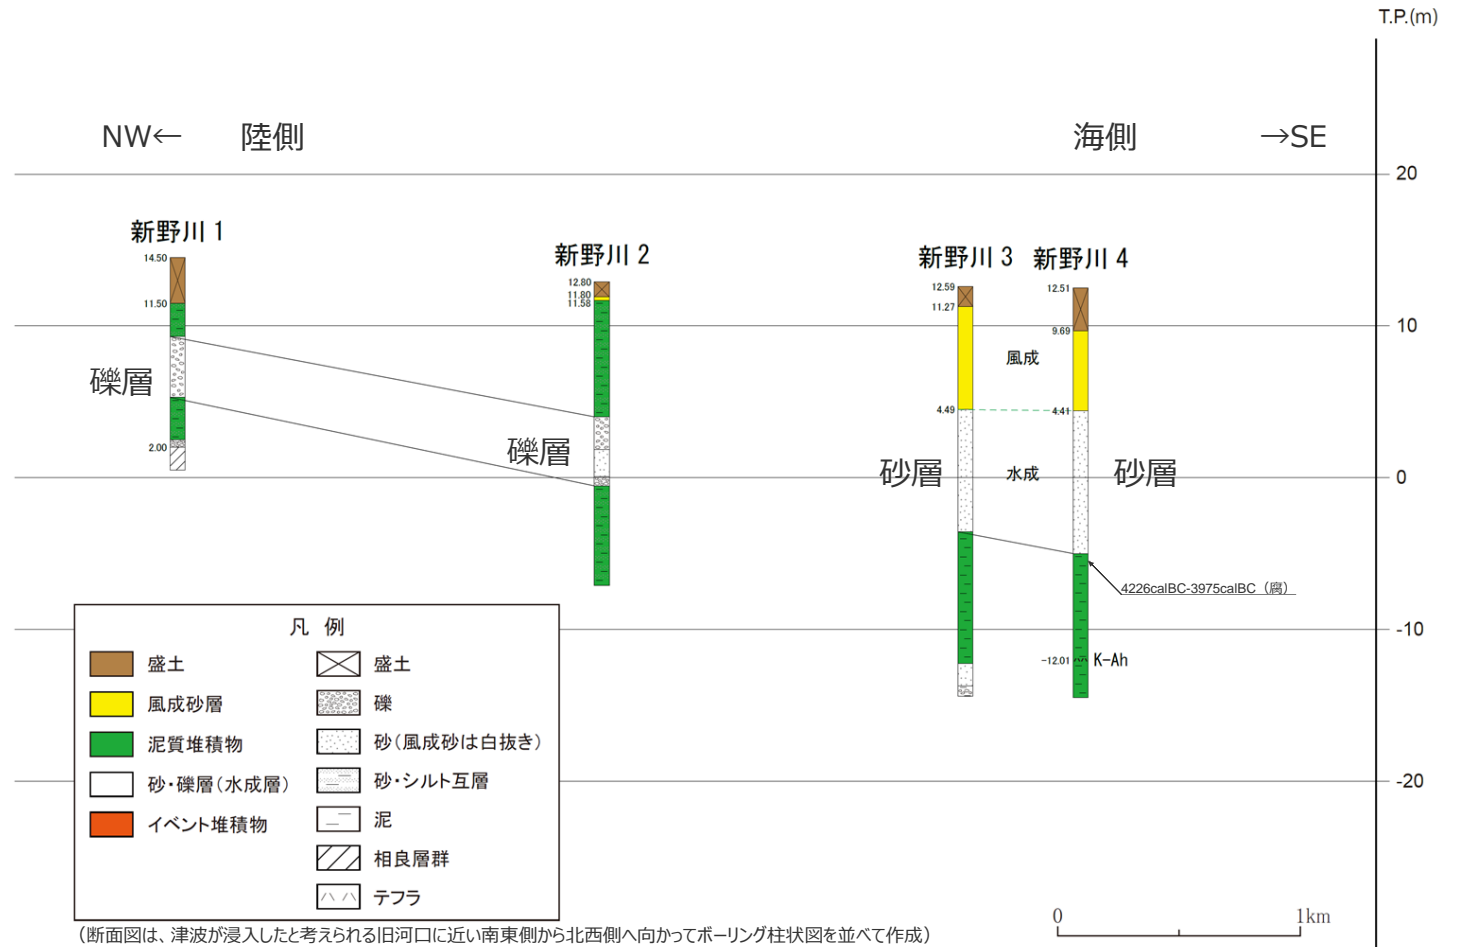 T.P.(m)
NW← 陸側 海側 →SE
20
新野川 1
14.50
11.50
礫層
2.00
新野川 2
12.80
11.80
11.58
礫層
新野川 3 新野川 4
12.59
11.27
4.49
12.51
9.69
4.41
風成
水成
砂層
砂層
10
0
4226calBC-3975calBC（腐）
-10
-12.01 K-Ah
-20
凡 例
盛土
風成砂層
泥質堆積物
砂・礫層(水成層)
イベント堆積物
盛土
礫
砂(風成砂は白抜き)
砂・シルト互層
泥
相良層群
テフラ
0 1km
（断面図は、津波が浸入したと考えられる旧河口に近い南東側から北西側へ向かってボーリング柱状図を並べて作成）